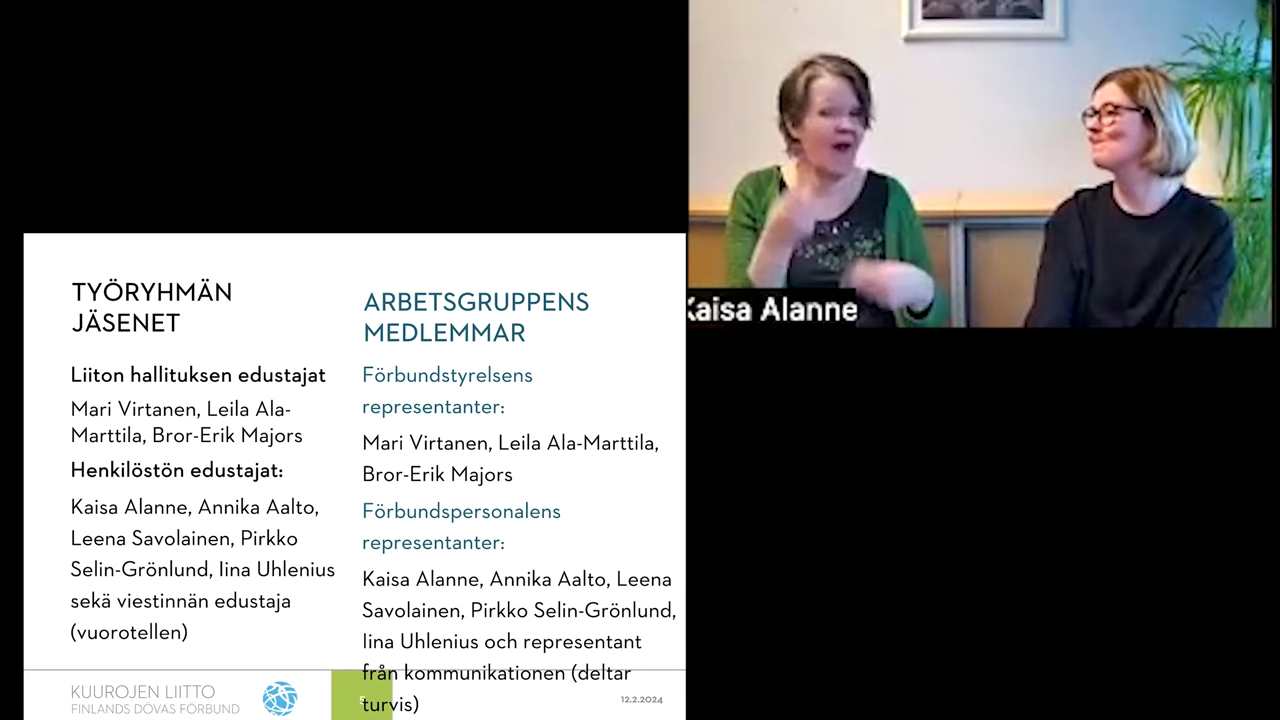 TYÖRYHMÄN
JÄSENET
Liiton hallituksen edustajat
Mari Virtanen, Leila Ala-
Marttila, Bror-Erik Majors
Henkilöstön edustajat:
Kaisa Alanne, Annika Aalto,
Leena Savolainen, Pirkko
Selin-Grönlund, Iina Uhlenius
sekä viestinnän edustaja
(vuorotellen)
ARBETSGRUPPENS
MEDLEMMAR
Förbundstyrelsens
representanter:
Mari Virtanen, Leila Ala-Marttila,
Bror-Erik Majors
Förbundspersonalens
representanter:
Kaisa Alanne, Annika Aalto, Leena
Savolainen, Pirkko Selin-Grönlund,
Iina Uhlenius och representant
från kommunikationen (deltar
turvis)
KUUROJEN LIITTO
FINLANDS DÖVAS FÖRBUND
12.2.2024
Kaisa Alanne